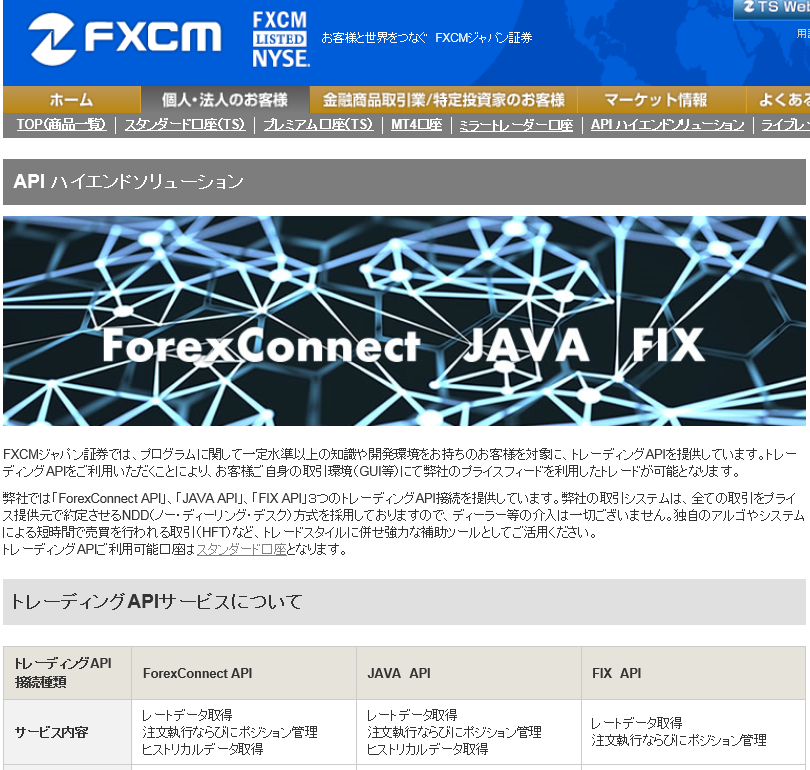 FXCM
FXCM
LISTED
NYSE.
お客様と世界をつなぐ FXCMジャパン証券
TS Web
ホーム 個人・法人のお客様 金融商品取引業/特定投資家のお客様 マーケット情報 よくある
TOP(商品一覧) | スタンダード口座(TS) | プレミアム口座(TS) | MT4口座 | ミラートレーダー口座 | API ハイエンドソリューション | ライブレー
API ハイエンドソリューション
ForexConnect JAVA FIX
FXCMジャパン証券では、プログラムに関して一定水準以上の知識や開発環境をお持ちのお客様を対象に、トレーディングAPIを提供しています。トレー
ディングAPIをご利用いただくことにより、お客様ご自身の取引環境(GUI等)にて弊社のプライスフィードを利用したトレードが可能となります。
弊社では「ForexConnect API」、「JAVA API」、「FIX API」3つのトレーディングAPI接続を提供しています。弊社の取引システムは、全ての取引をプライ
ス提供元で約定させるNDD(ノー・ディーリング・デスク)方式を採用しておりますので、ディーラー等の介入は一切ございません。独自のアルゴやシステム
による短時間で売買を行われる取引(HFT)など、トレードスタイルに併せ強力な補助ツールとしてご活用ください。
トレーディングAPIご利用可能口座はスタンダード口座となります。
トレーディングAPIサービスについて
トレーディングAPI
接続種類
ForexConnect API
JAVA API
FIX API
サービス内容
レートデータ取得
注文執行ならびにポジション管理
ヒストリカルデータ取得
レートデータ取得
注文執行ならびにポジション管理
ヒストリカルデータ取得
レートデータ取得
注文執行ならびにポジション管理